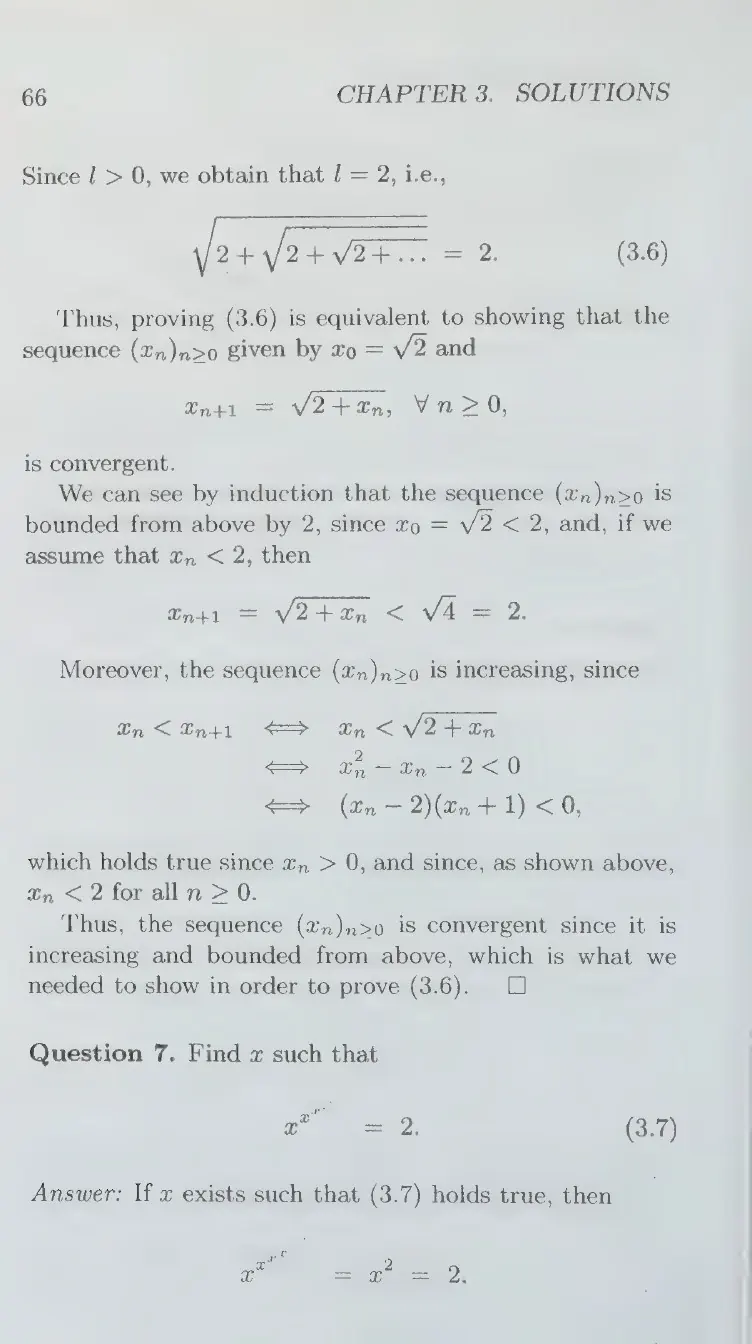 66 CHAPTER 3. SOLUTIONS
Since l > 0, we obtain that l = 2, i.e.,
√(2 + √(2 + √(2 + ...))) = 2. (3.6)
Thus, proving (3.6) is equivalent to showing that the
sequence (xₙ)ₙ≥₀ given by x₀ = √2 and
xₙ₊₁ = √(2 + xₙ), ∀ n ≥ 0,
is convergent.
We can see by induction that the sequence (xₙ)ₙ≥₀ is
bounded from above by 2, since x₀ = √2 < 2, and, if we
assume that xₙ < 2, then
xₙ₊₁ = √(2 + xₙ) < √4 = 2.
Moreover, the sequence (xₙ)ₙ≥₀ is increasing, since
xₙ < xₙ₊₁ ⟺ xₙ < √(2 + xₙ)
⟺ xₙ² − xₙ − 2 < 0
⟺ (xₙ − 2)(xₙ + 1) < 0,
which holds true since xₙ > 0, and since, as shown above,
xₙ < 2 for all n ≥ 0.
Thus, the sequence (xₙ)ₙ≥₀ is convergent since it is
increasing and bounded from above, which is what we
needed to show in order to prove (3.6). □
Question 7. Find x such that
x^x^x^... = 2. (3.7)
Answer: If x exists such that (3.7) holds true, then
x^x^x^... = x² = 2.